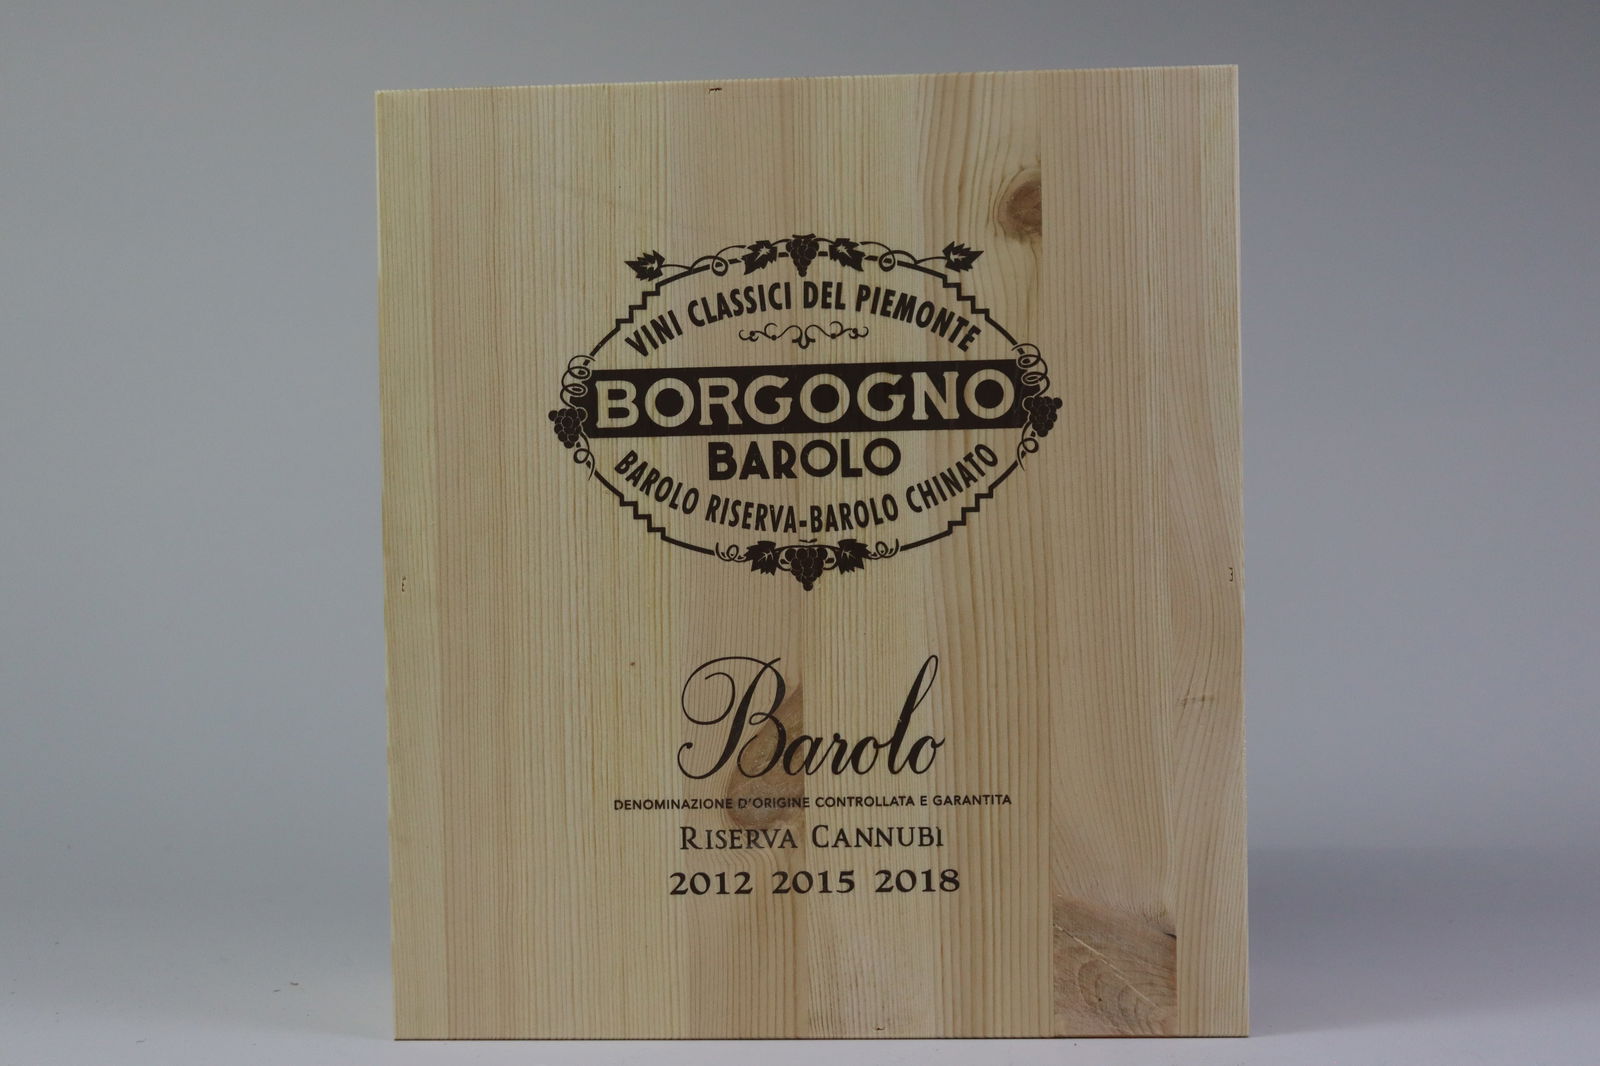 VINI CLASSICI DEL PIEMONTE
BORGOGNO
BAROLO
BAROLO RISERVA-BAROLO CHINATO
Barolo
DENOMINAZIONE D'ORIGINE CONTROLLATA E GARANTITA
RISERVA CANNUBI
2012 2015 2018